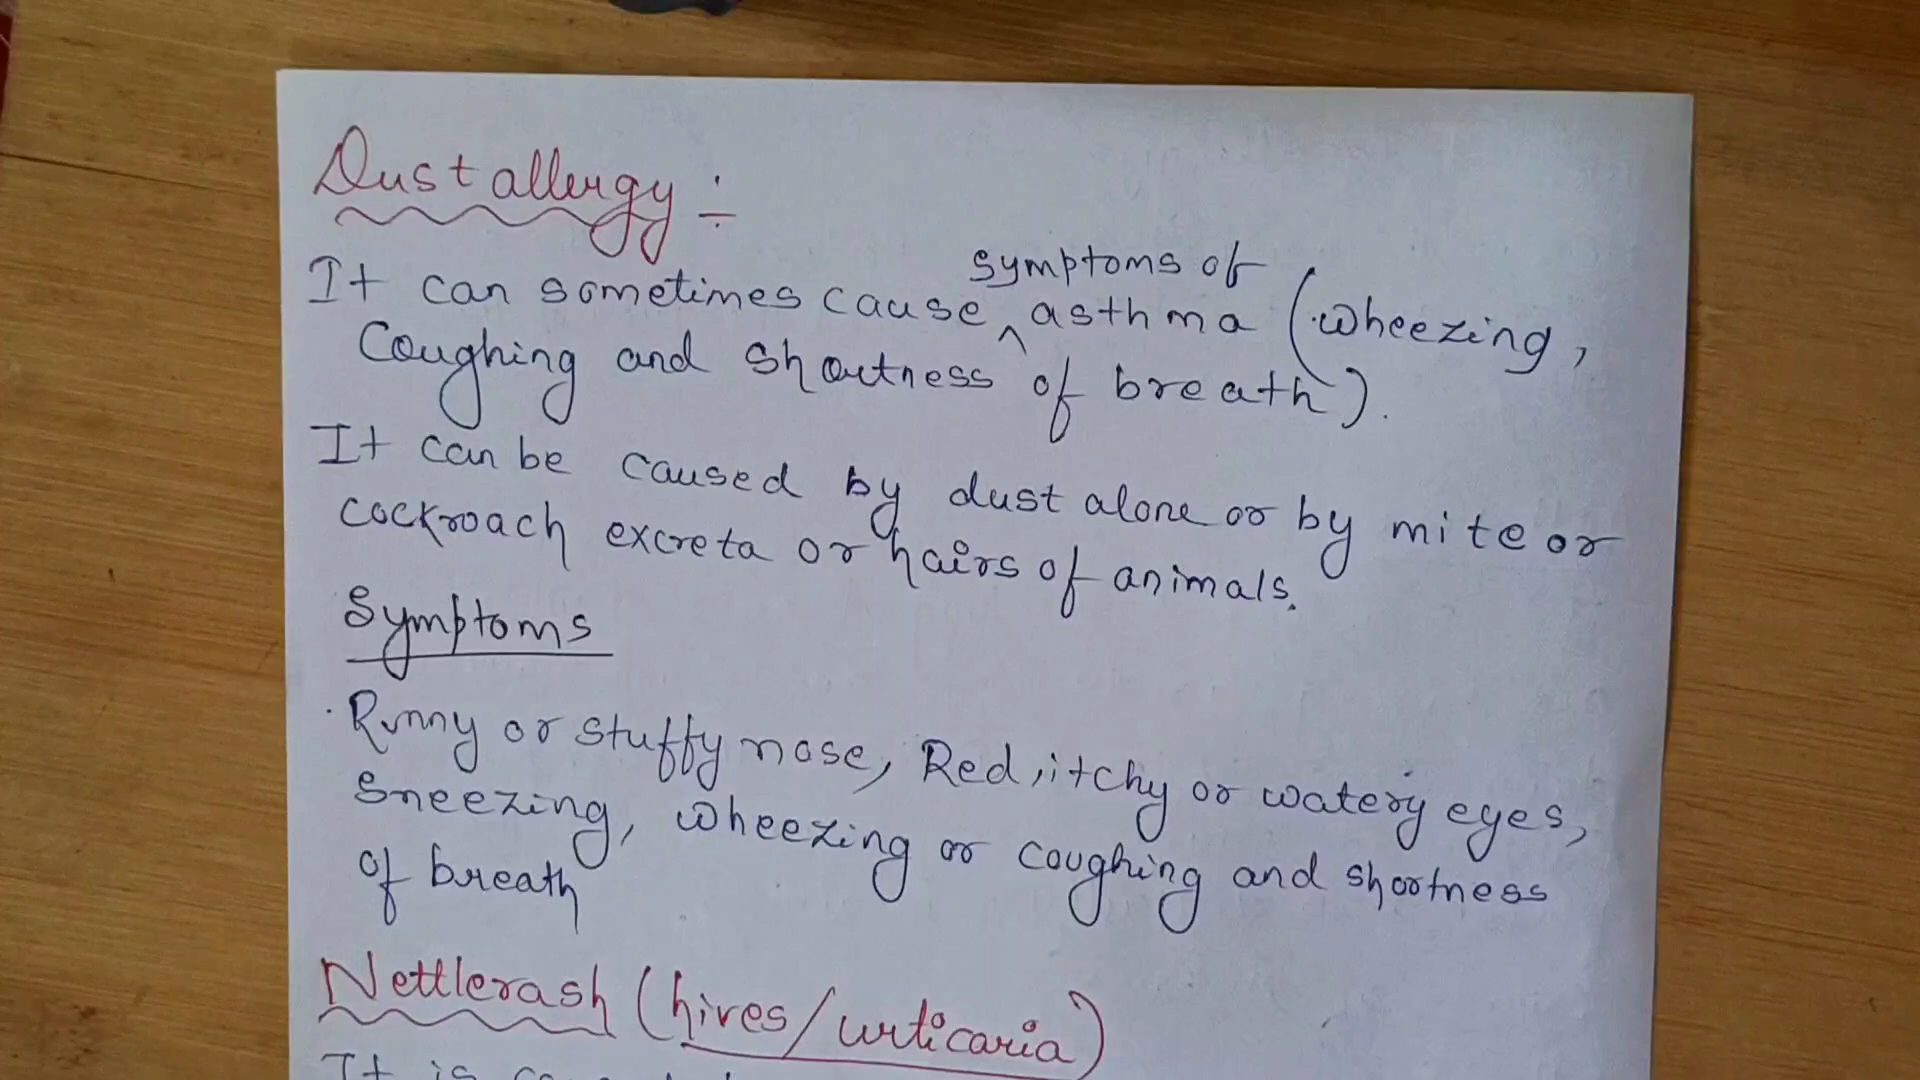 Dust allergy :-
It can sometimes cause ^ symptoms of asthma (wheezing,
Coughing and shortness of breath).
It can be caused by dust alone or by mite or
cockroach excreta or hairs of animals.
Symptoms
· Runny or stuffy nose, Red, itchy or watery eyes,
Sneezing, wheezing or coughing and shortness
of breath
Nettlerash (hives/urticaria)
It is